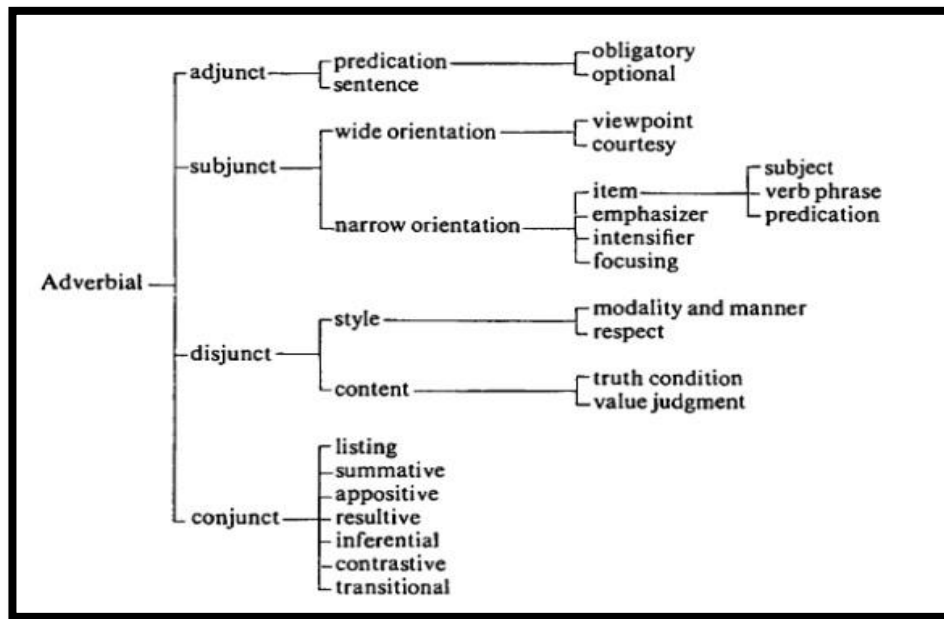 obligatory
adjunct predication optional
sentence
viewpoint
wide orientation courtesy
subjunct subject
item verb phrase
narrow orientation emphasizer predication
intensifier
focusing
Adverbial
modality and manner
style respect
disjunct
truth condition
content value judgment
listing
summative
appositive
conjunct resultive
inferential
contrastive
transitional